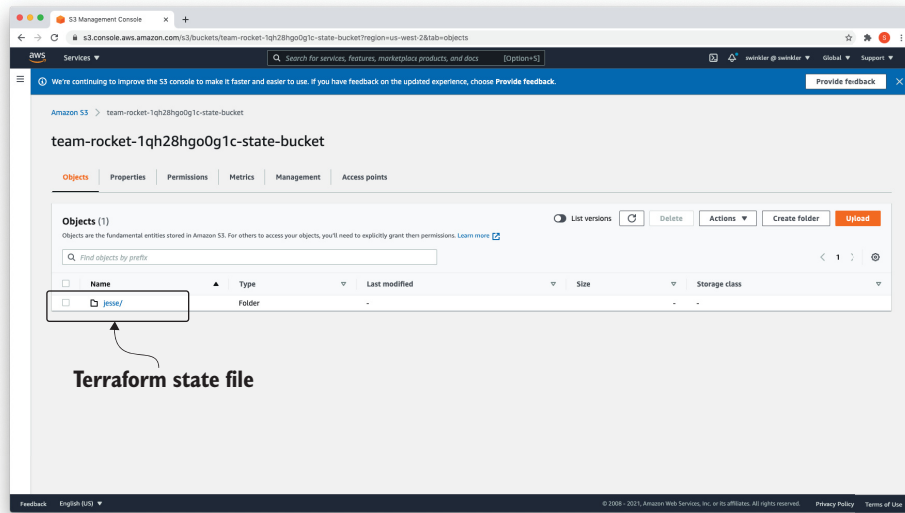 S3 Management Console × +
s3.console.aws.amazon.com/s3/buckets/team-rocket-1qh28hgo0g1c-state-bucket?region=us-west-2&tab=objects S
aws Services ▼ Search for services, features, marketplace products, and docs [Option+S] swinkler @ swinkler ▼ Global ▼ Support ▼
We're continuing to improve the S3 console to make it faster and easier to use. If you have feedback on the updated experience, choose Provide feedback. Provide feedback ×
Amazon S3 > team-rocket-1qh28hgo0g1c-state-bucket
team-rocket-1qh28hgo0g1c-state-bucket
Objects Properties Permissions Metrics Management Access points
Objects (1) List versions Delete Actions ▼ Create folder Upload
Objects are the fundamental entities stored in Amazon S3. For others to access your objects, you'll need to explicitly grant them permissions. Learn more
Find objects by prefix < 1 >
Name ▲ Type ▽ Last modified ▽ Size ▽ Storage class ▽
jesse/ Folder - - -
Terraform state file
Feedback English (US) ▼ © 2008 - 2021, Amazon Web Services, Inc. or its affiliates. All rights reserved. Privacy Policy Terms of Use